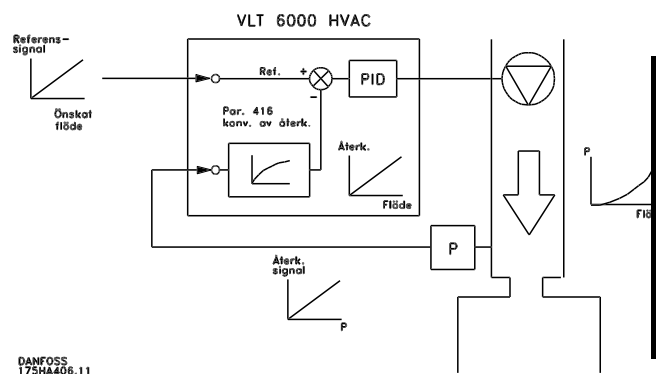 VLT 6000 HVAC
Referens-
signal
Önskat
flöde
Ref.
+
-
PID
Par. 416
konv. av återk.
Återk.
Flöde
P
P
Återk.
signal
P
DANFOSS
175HA406.11